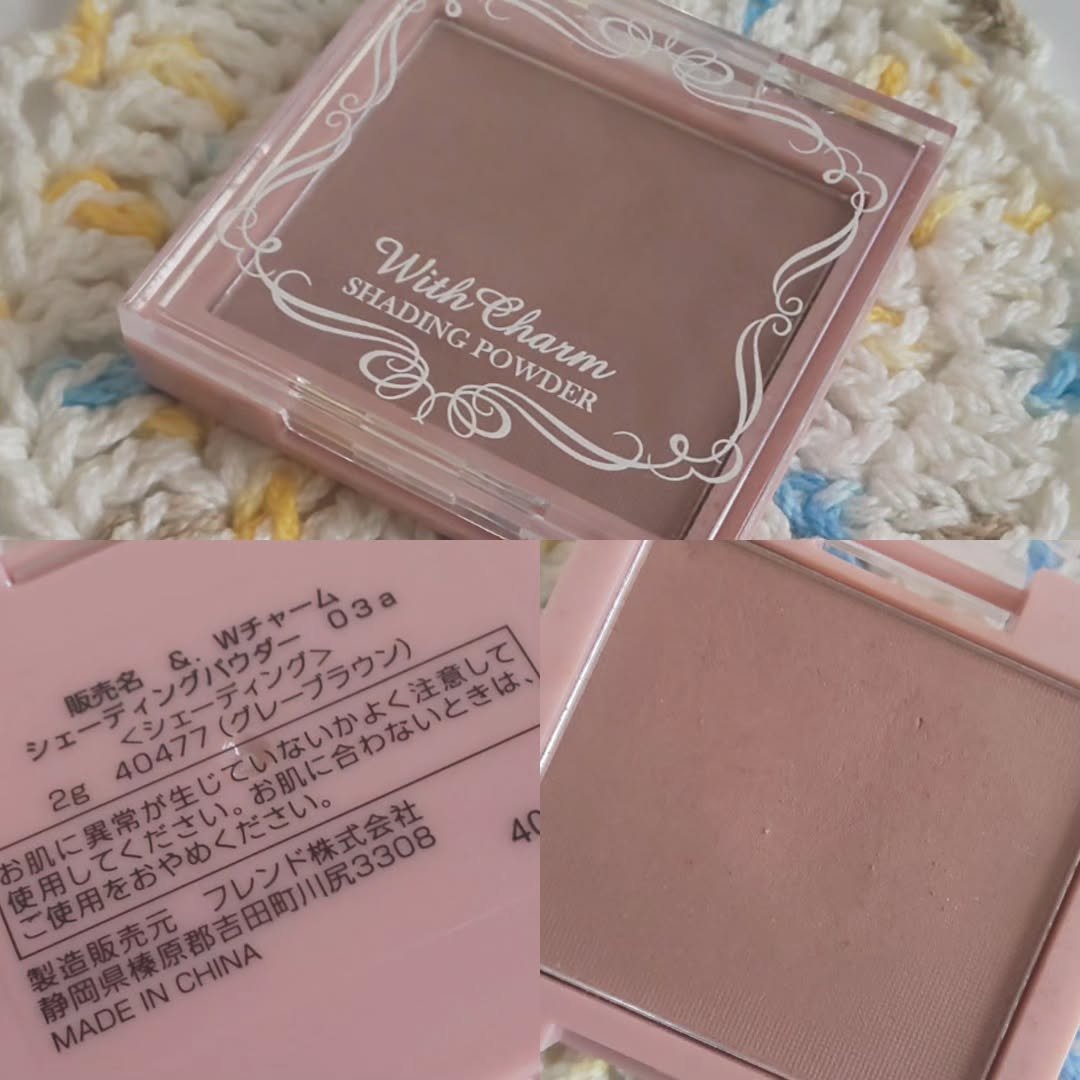 With Charm
SHADING POWDER
販売名 &. Wチャーム
シェーディングパウダー 03a
<シェーディング>
2g 40477 (グレーブラウン)
お肌に異常が生じていないかよく注意して
使用してください。お肌に合わないときは、
ご使用をおやめください。
製造販売元 フレンド株式会社
静岡県榛原郡吉田町川尻3308
MADE IN CHINA